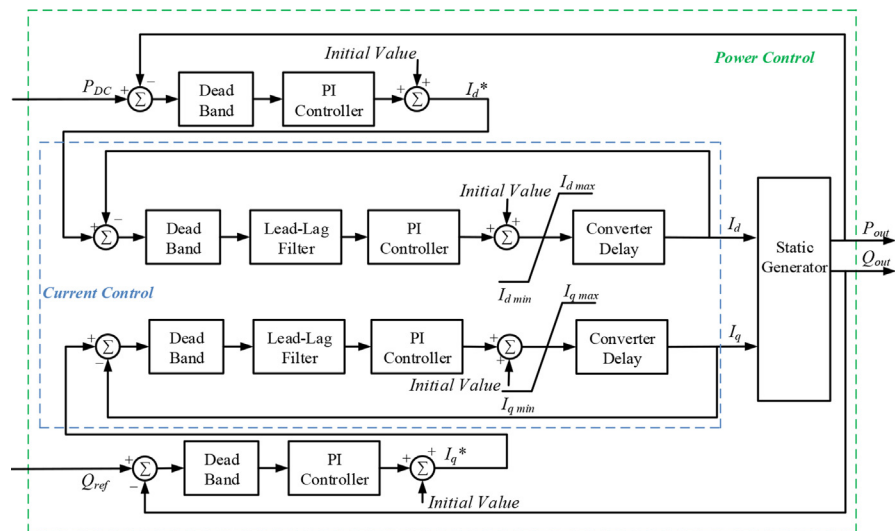 Initial Value
Power Control
P_DC
+
−
Σ
Dead
Band
PI
Controller
+
+
Σ
I_d*
Initial Value
I_d max
+
−
Σ
Dead
Band
Lead-Lag
Filter
PI
Controller
+
+
Σ
Converter
Delay
I_d
Static
Generator
P_out
Q_out
I_d min
Current Control
I_q max
+
−
Σ
Dead
Band
Lead-Lag
Filter
PI
Controller
+
+
Σ
Converter
Delay
I_q
Initial Value
I_q min
Q_ref
+
−
Σ
Dead
Band
PI
Controller
+
+
Σ
I_q*
Initial Value